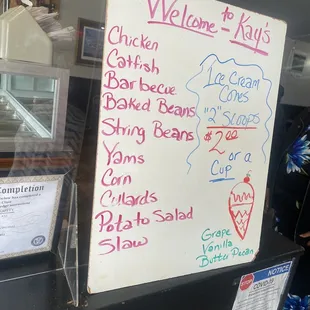 Welcome to Kay's
Chicken
Catfish
Barbecue
Baked Beans
String Beans
Yams
Corn
Cullards
Potato Salad
Slaw
Ice Cream
Cones
"2" Scoops
$2.00
or a
Cup
Grape
Vanilla
Butter Pecan
Completion
NOTICE